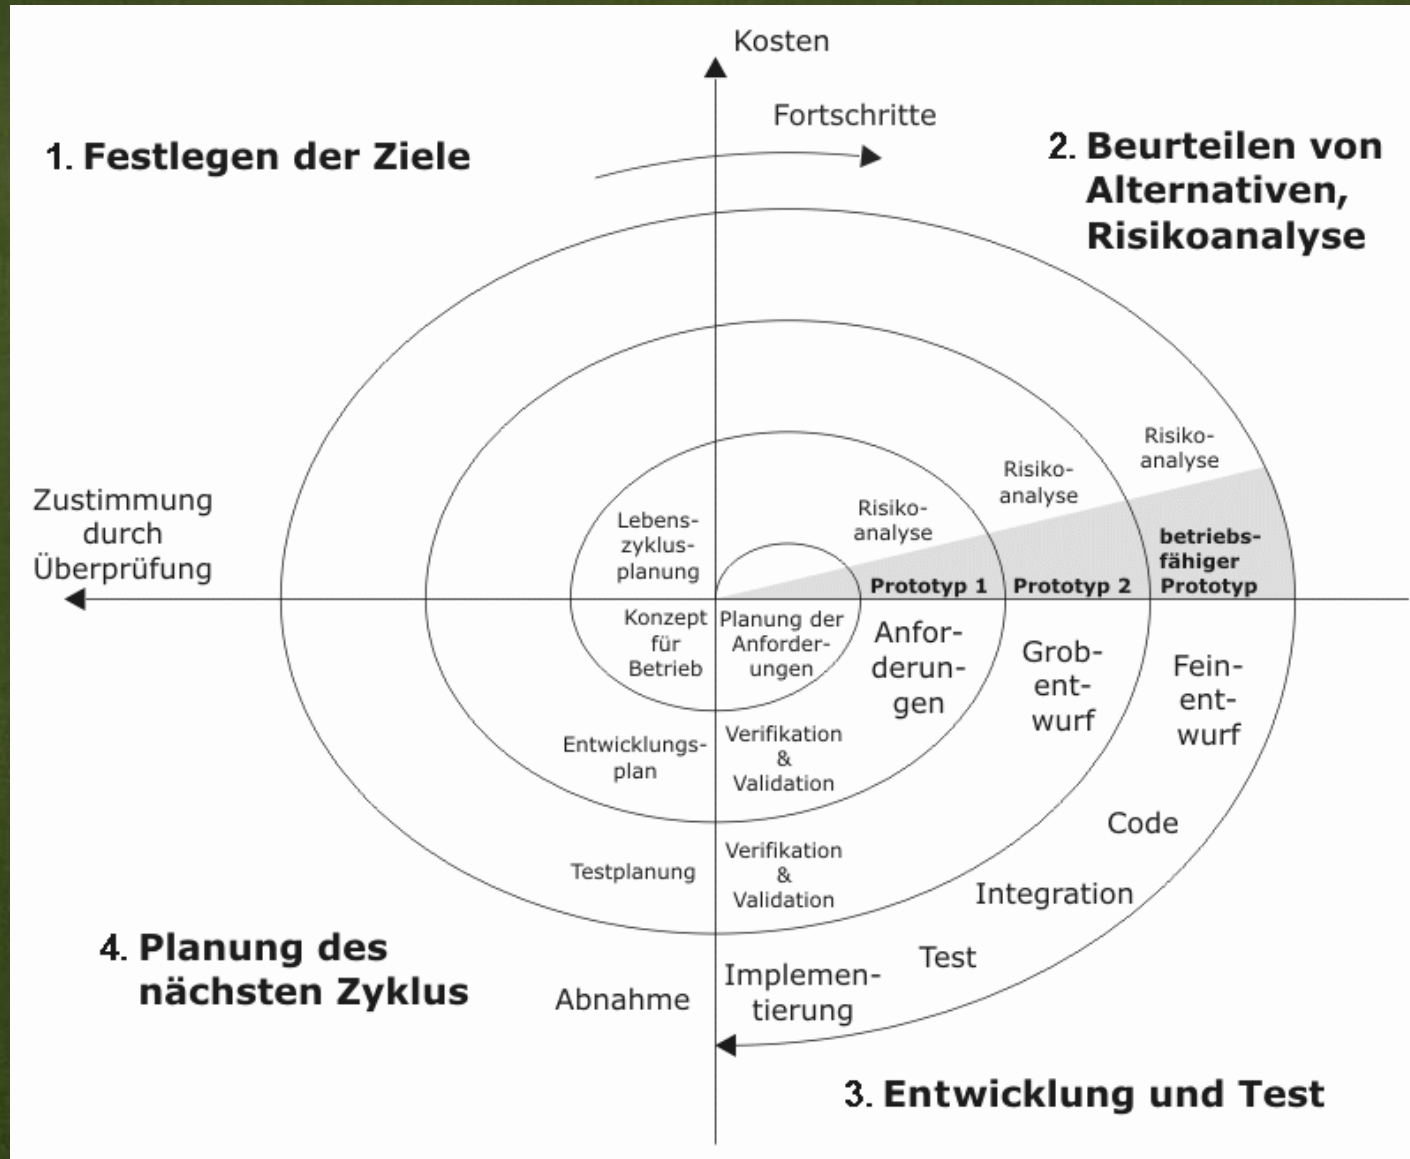 Kosten
Fortschritte
1. Festlegen der Ziele
2. Beurteilen von
Alternativen,
Risikoanalyse
Zustimmung
durch
Überprüfung
Lebens-
zyklus-
planung
Risiko-
analyse
Risiko-
analyse
Risiko-
analyse
Prototyp 1
Prototyp 2
betriebs-
fähiger
Prototyp
Konzept
für
Betrieb
Planung der
Anforder-
ungen
Anfor-
derun-
gen
Grob-
ent-
wurf
Fein-
ent-
wurf
Entwicklungs-
plan
Verifikation
&
Validation
Code
Testplanung
Verifikation
&
Validation
Integration
Test
4. Planung des
nächsten Zyklus
Abnahme
Implemen-
tierung
3. Entwicklung und Test